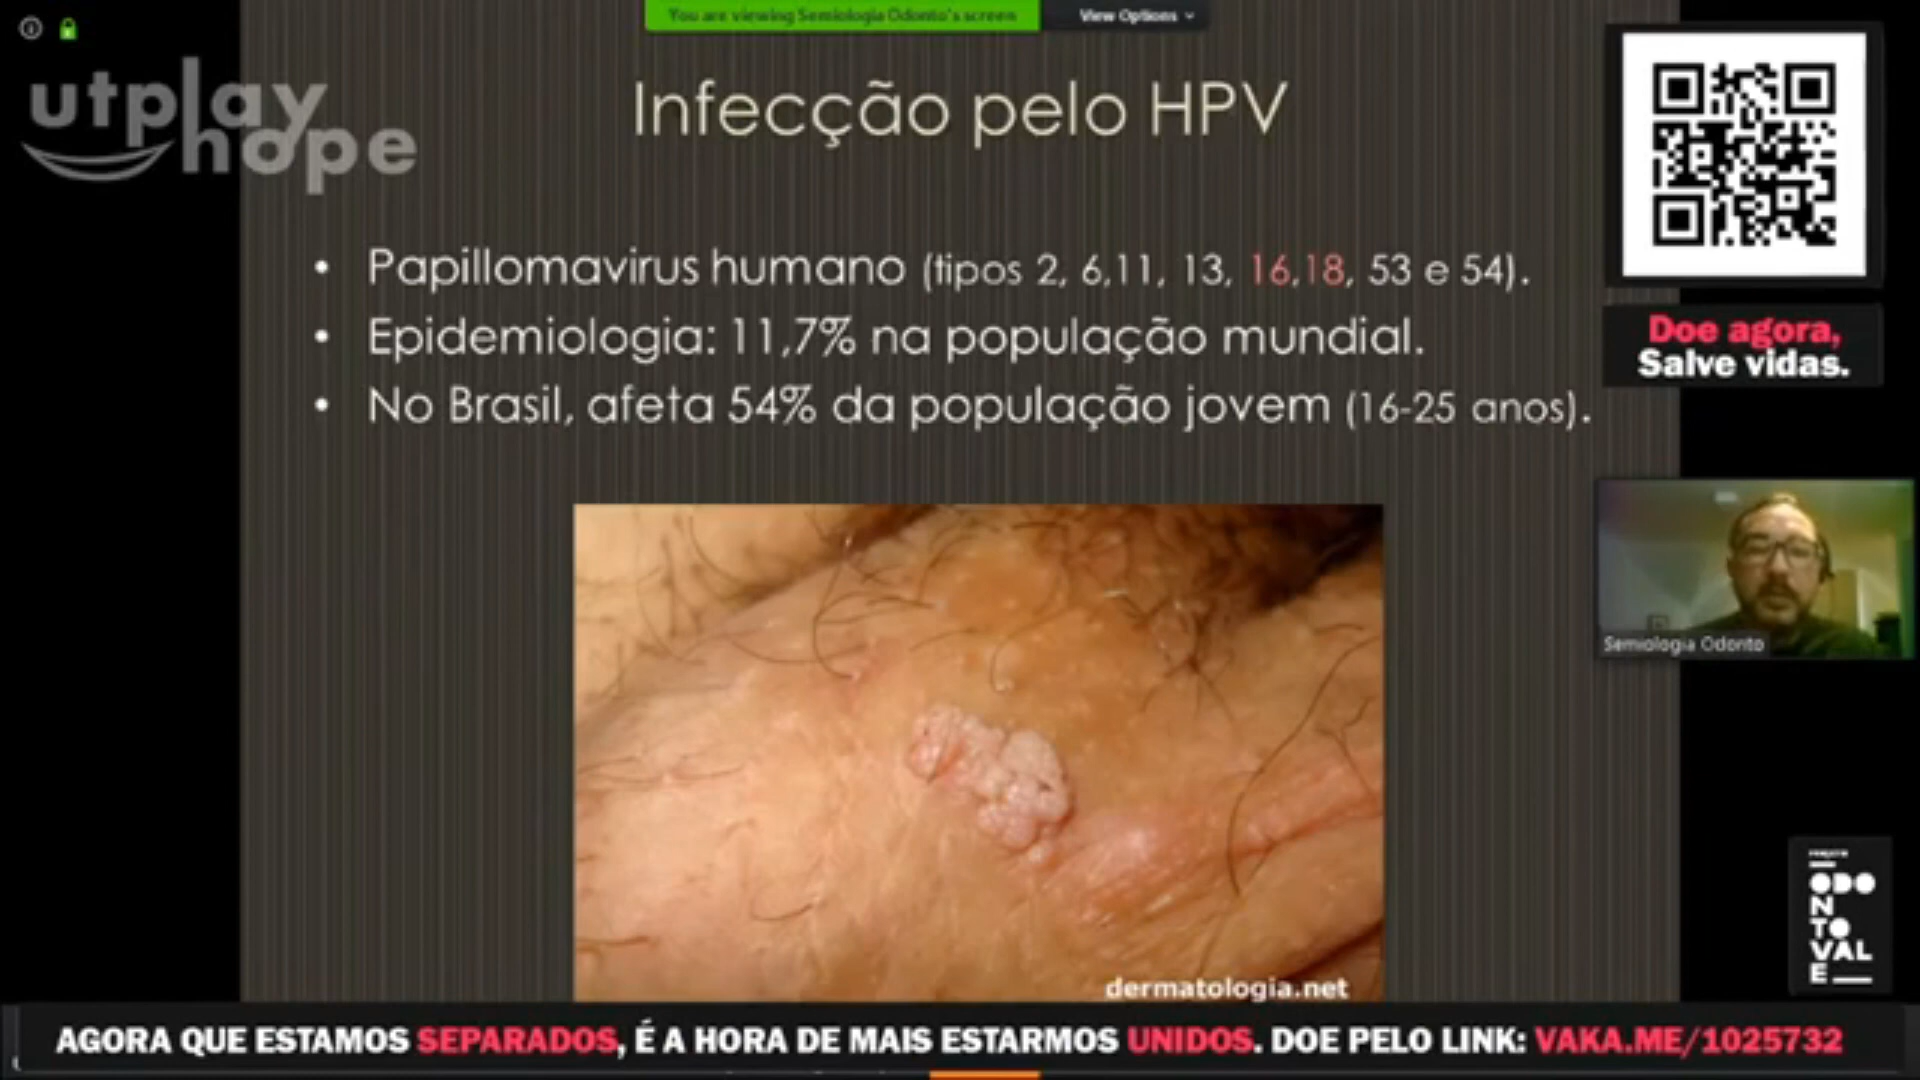 You are viewing Semiologia Odonto's screen
View Options
utplay
hope
Infecção pelo HPV
• Papillomavirus humano (tipos 2, 6,11, 13, 16,18, 53 e 54).
• Epidemiologia: 11,7% na população mundial.
• No Brasil, afeta 54% da população jovem (16-25 anos).
Doe agora,
Salve vidas.
Semiologia Odonto
dermatologia.net
ODO
NTO
VAL
E
AGORA QUE ESTAMOS SEPARADOS, É A HORA DE MAIS ESTARMOS UNIDOS. DOE PELO LINK: VAKA.ME/1025732